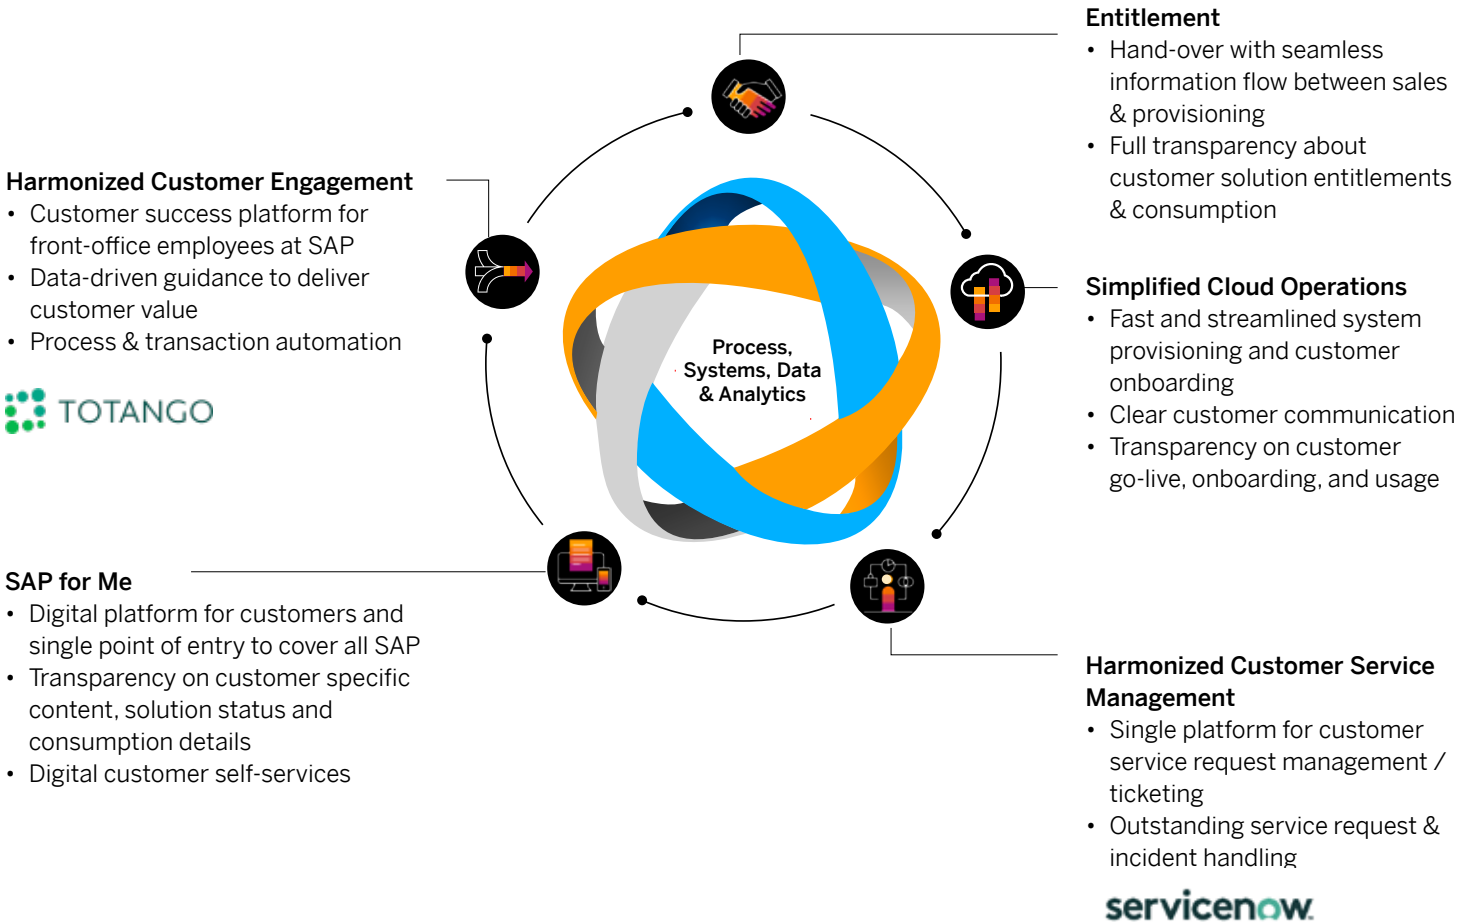 Entitlement
• Hand-over with seamless
information flow between sales
& provisioning
• Full transparency about
customer solution entitlements
& consumption
Harmonized Customer Engagement
• Customer success platform for
front-office employees at SAP
• Data-driven guidance to deliver
customer value
• Process & transaction automation
TOTANGO
Simplified Cloud Operations
• Fast and streamlined system
provisioning and customer
onboarding
• Clear customer communication
• Transparency on customer
go-live, onboarding, and usage
Process,
Systems, Data
& Analytics
SAP for Me
• Digital platform for customers and
single point of entry to cover all SAP
• Transparency on customer specific
content, solution status and
consumption details
• Digital customer self-services
Harmonized Customer Service
Management
• Single platform for customer
service request management /
ticketing
• Outstanding service request &
incident handling
servicenow.